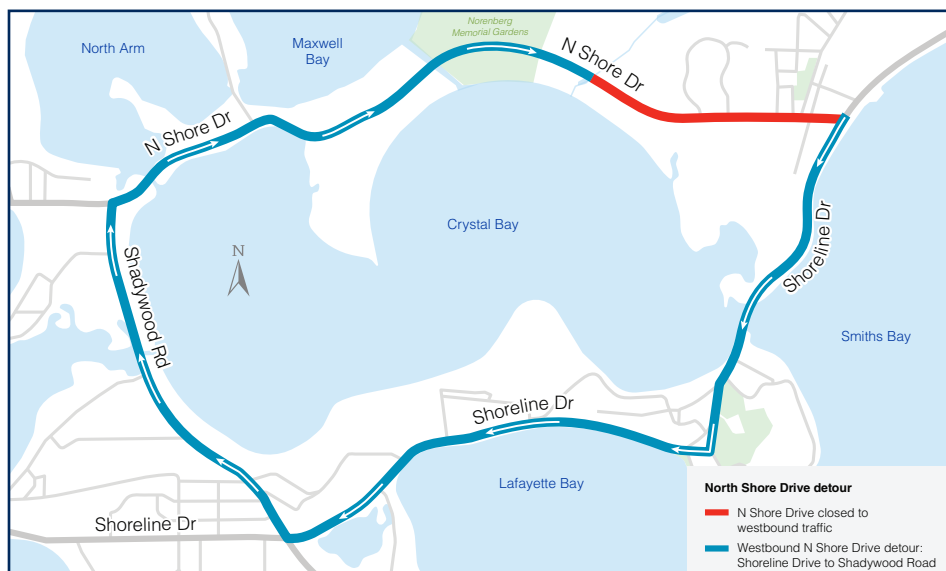 Norenberg
Memorial Gardens
North Arm
Maxwell
Bay
N Shore Dr
N Shore Dr
Crystal Bay
Shoreline Dr
N
Shadywood Rd
Smiths Bay
Shoreline Dr
Lafayette Bay
Shoreline Dr
North Shore Drive detour
N Shore Drive closed to
westbound traffic
Westbound N Shore Drive detour:
Shoreline Drive to Shadywood Road